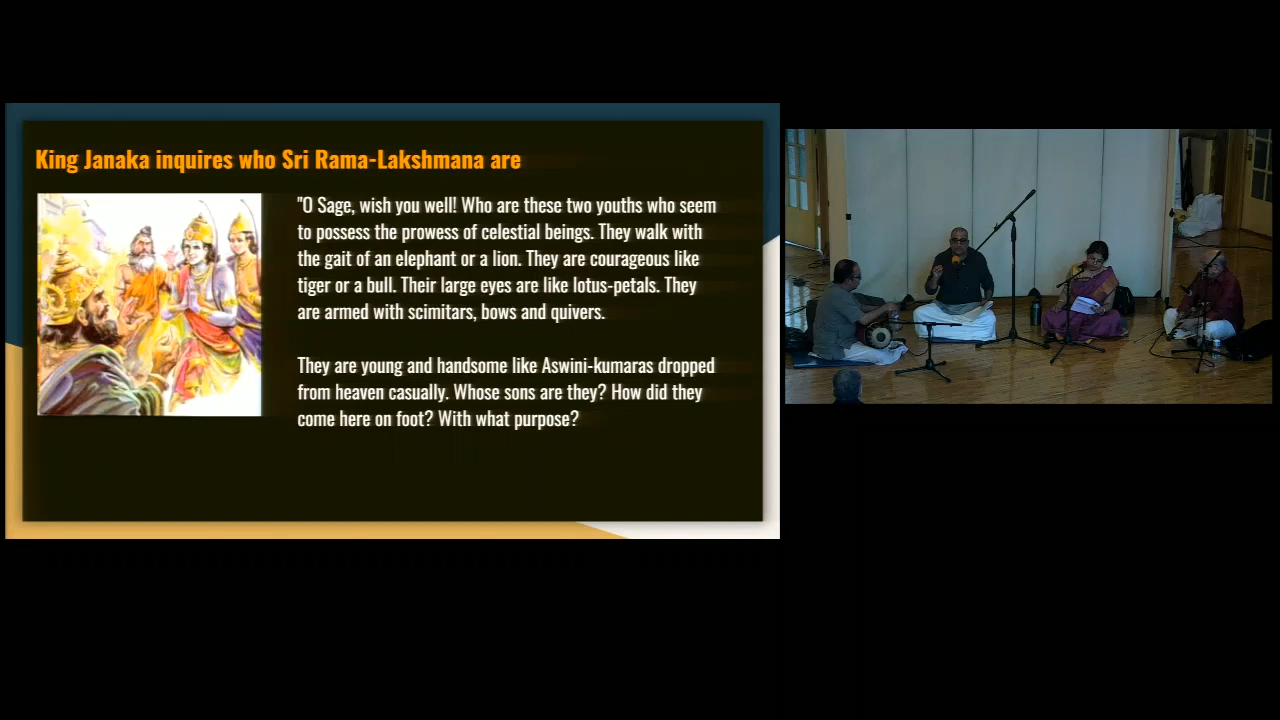 King Janaka inquires who Sri Rama-Lakshmana are
"O Sage, wish you well! Who are these two youths who seem
to possess the prowess of celestial beings. They walk with
the gait of an elephant or a lion. They are courageous like
tiger or a bull. Their large eyes are like lotus-petals. They
are armed with scimitars, bows and quivers.
They are young and handsome like Aswini-kumaras dropped
from heaven casually. Whose sons are they? How did they
come here on foot? With what purpose?